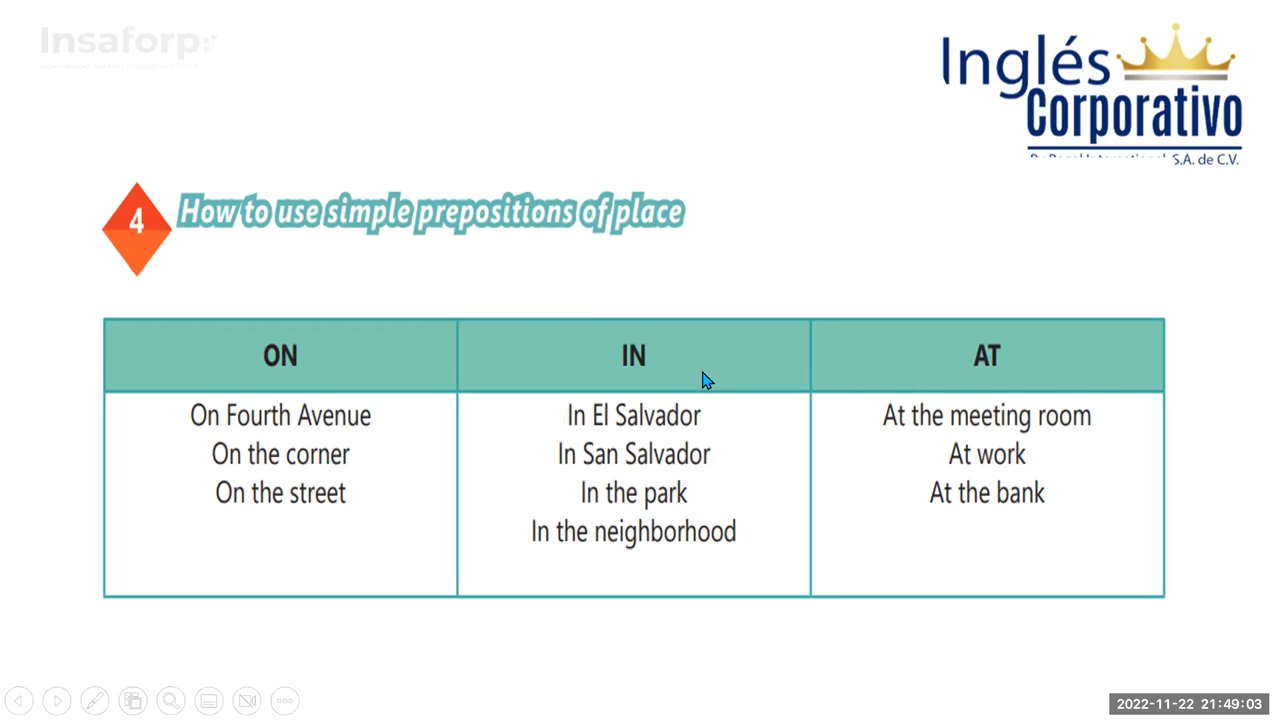 Insaforp
Inglés
Corporativo
S.A. de C.V.
4
How to use simple prepositions of place
ON
IN
AT
On Fourth Avenue
On the corner
On the street
In El Salvador
In San Salvador
In the park
In the neighborhood
At the meeting room
At work
At the bank
2022-11-22 21:49:03